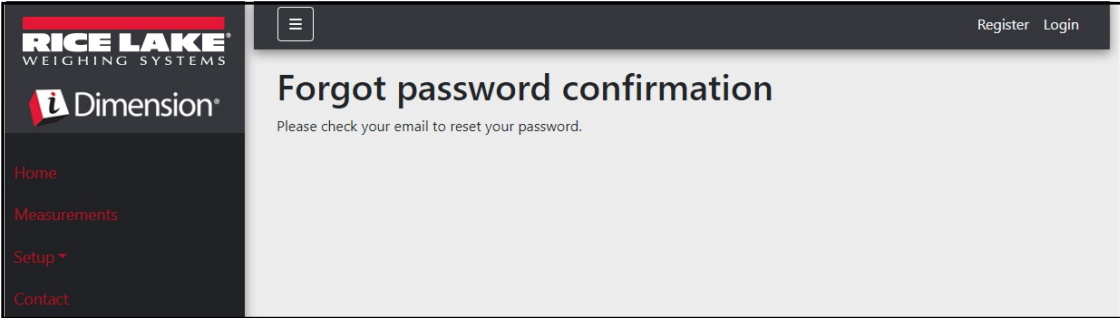 RICE LAKE®
WEIGHING SYSTEMS
i Dimension®
Home
Measurements
Setup
Contact
Register Login
Forgot password confirmation
Please check your email to reset your password.